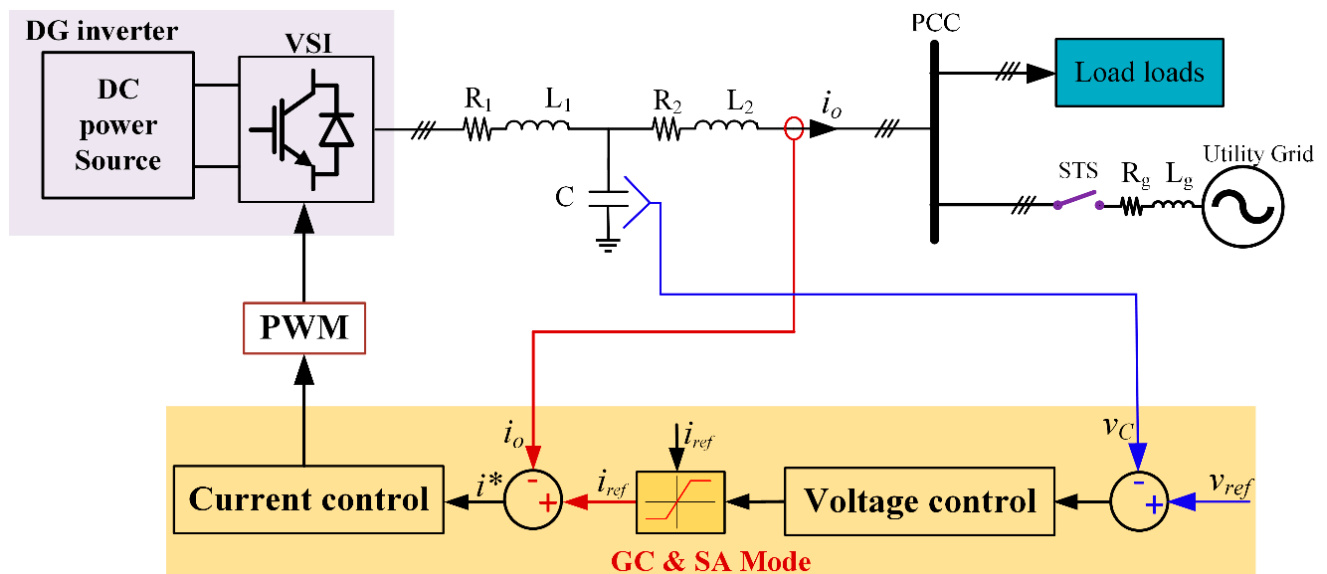 DG inverter
VSI
DC
power
Source
R1
L1
R2
L2
io
C
PCC
Load loads
STS
Rg
Lg
Utility Grid
PWM
io
iref
vC
Current control
i*
-
+
iref
Voltage control
-
+
vref
GC & SA Mode